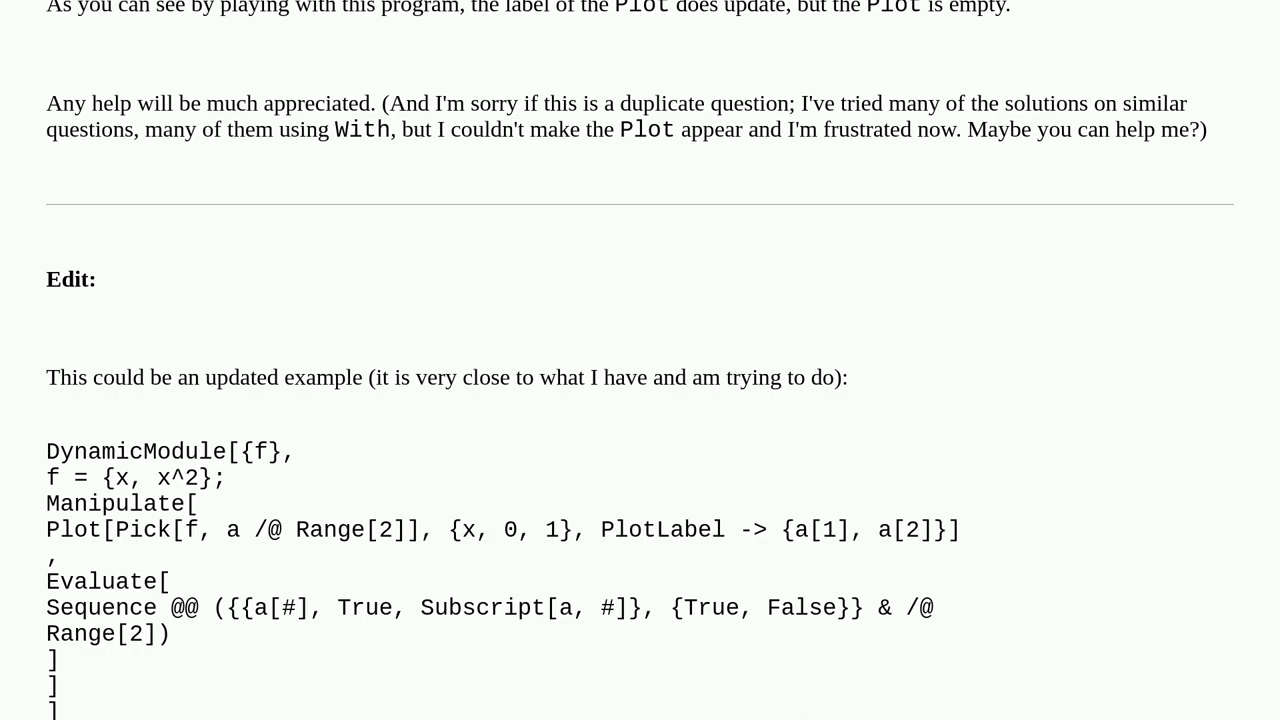 As you can see by playing with this program, the label of the Plot does update, but the Plot is empty.
Any help will be much appreciated. (And I'm sorry if this is a duplicate question; I've tried many of the solutions on similar
questions, many of them using With, but I couldn't make the Plot appear and I'm frustrated now. Maybe you can help me?)
Edit:
This could be an updated example (it is very close to what I have and am trying to do):
DynamicModule[{f},
f = {x, x^2};
Manipulate[
Plot[Pick[f, a /@ Range[2]], {x, 0, 1}, PlotLabel -> {a[1], a[2]}]
,
Evaluate[
Sequence @@ ({{a[#], True, Subscript[a, #]}, {True, False}} & /@
Range[2])
]
]
]